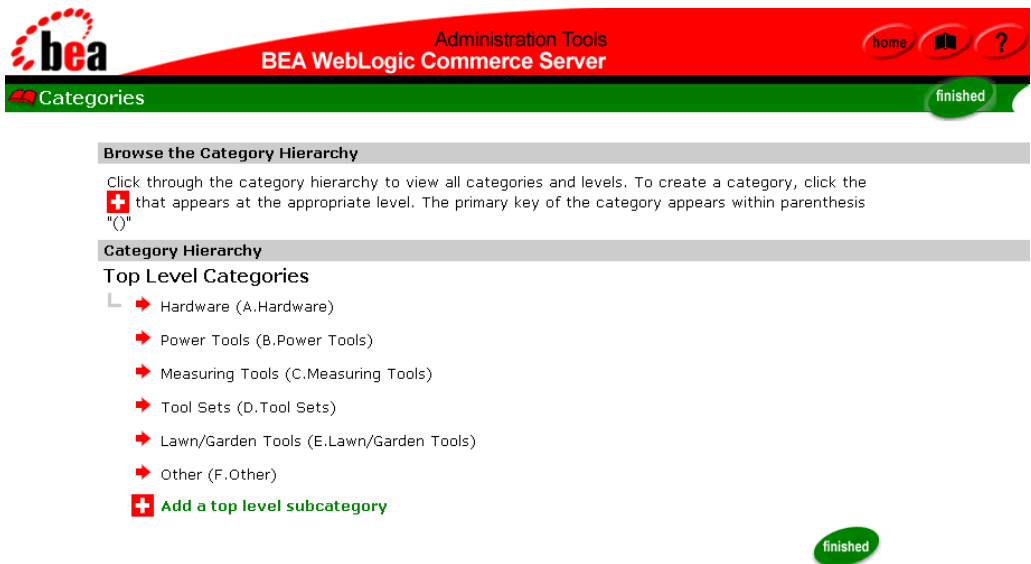 bea
Administration Tools
BEA WebLogic Commerce Server
home
?
Categories
finished
Browse the Category Hierarchy
Click through the category hierarchy to view all categories and levels. To create a category, click the
that appears at the appropriate level. The primary key of the category appears within parenthesis
"()"
Category Hierarchy
Top Level Categories
Hardware (A.Hardware)
Power Tools (B.Power Tools)
Measuring Tools (C.Measuring Tools)
Tool Sets (D.Tool Sets)
Lawn/Garden Tools (E.Lawn/Garden Tools)
Other (F.Other)
Add a top level subcategory
finished